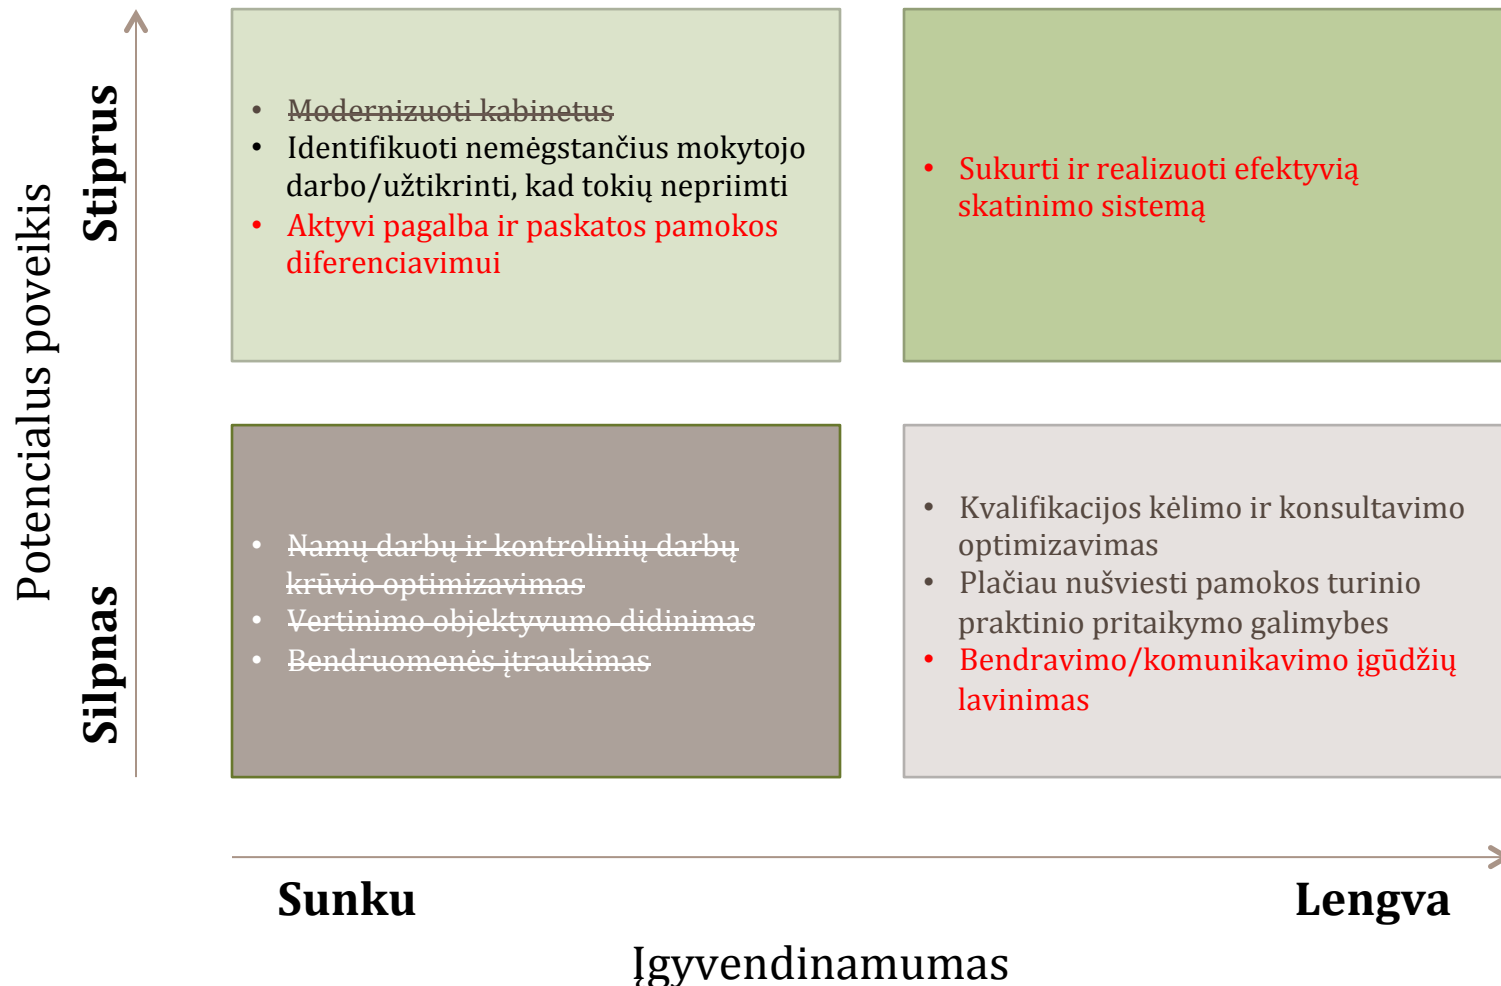 Potencialus poveikis
Stiprus
Silpnas
• Modernizuoti kabinetus
• Identifikuoti nemėgstančius mokytojo
darbo/užtikrinti, kad tokių nepriimti
• Aktyvi pagalba ir paskatos pamokos
diferenciavimui
• Sukurti ir realizuoti efektyvią
skatinimo sistemą
• Namų darbų ir kontrolinių darbų
krūvio optimizavimas
• Vertinimo objektyvumo didinimas
• Bendruomenės įtraukimas
• Kvalifikacijos kėlimo ir konsultavimo
optimizavimas
• Plačiau nušviesti pamokos turinio
praktinio pritaikymo galimybes
• Bendravimo/komunikavimo įgūdžių
lavinimas
Sunku
Lengva
Įgyvendinamumas